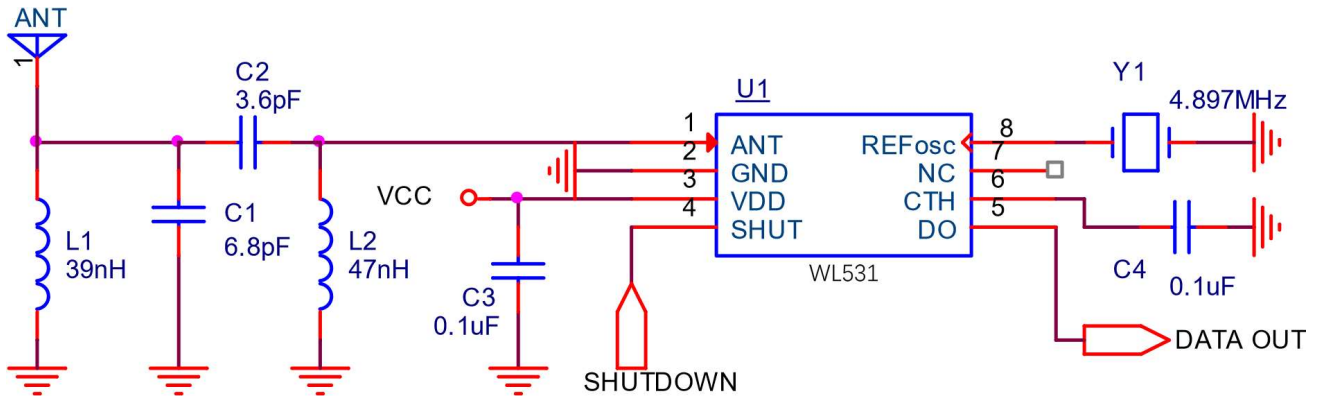 ANT
1
C2
3.6pF
L1
39nH
C1
6.8pF
L2
47nH
VCC
C3
0.1uF
SHUTDOWN
U1
1
2
3
4
ANT
GND
VDD
SHUT
REFosc
NC
CTH
DO
8
7
6
5
WL531
Y1
4.897MHz
C4
0.1uF
DATA OUT